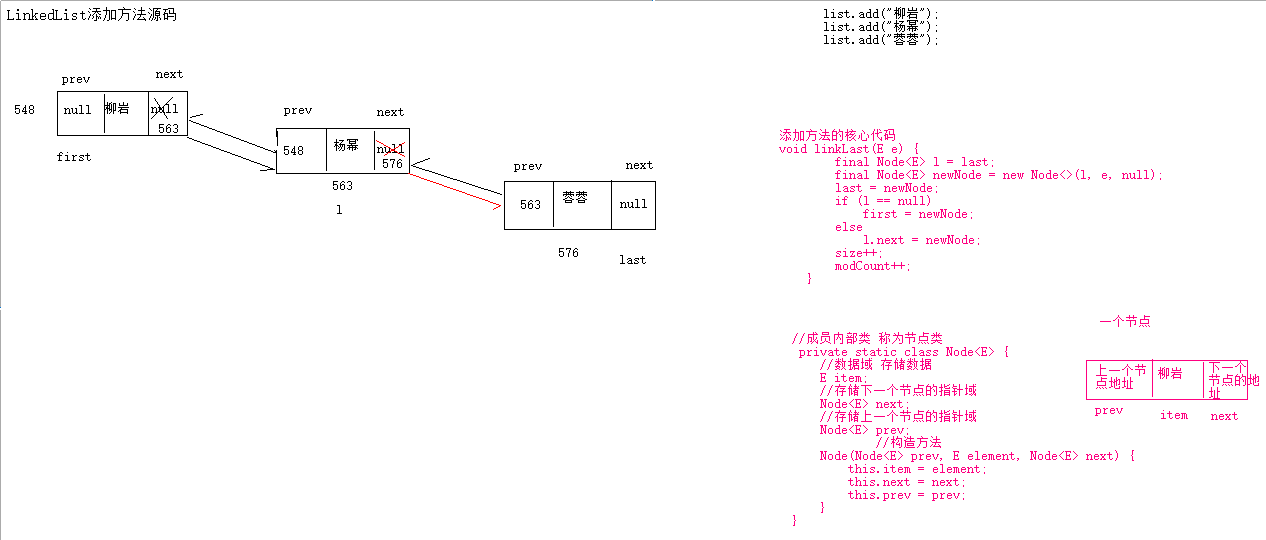 LinkedList添加方法源码
list.add("柳岩");
list.add("杨幂");
list.add("蓉蓉");
prev
next
548
null
柳岩
null
563
first
prev
next
548
杨幂
null
576
563
l
prev
next
563
蓉蓉
null
576
last
添加方法的核心代码
void linkLast(E e) {
final Node<E> l = last;
final Node<E> newNode = new Node<>(l, e, null);
last = newNode;
if (l == null)
first = newNode;
else
l.next = newNode;
size++;
modCount++;
}
//成员内部类 称为节点类
private static class Node<E> {
//数据域 存储数据
E item;
//存储下一个节点的指针域
Node<E> next;
//存储上一个节点的指针域
Node<E> prev;
//构造方法
Node(Node<E> prev, E element, Node<E> next) {
this.item = element;
this.next = next;
this.prev = prev;
}
}
一个节点
上一个节
点地址
柳岩
下一个
节点的地
址
prev
item
next